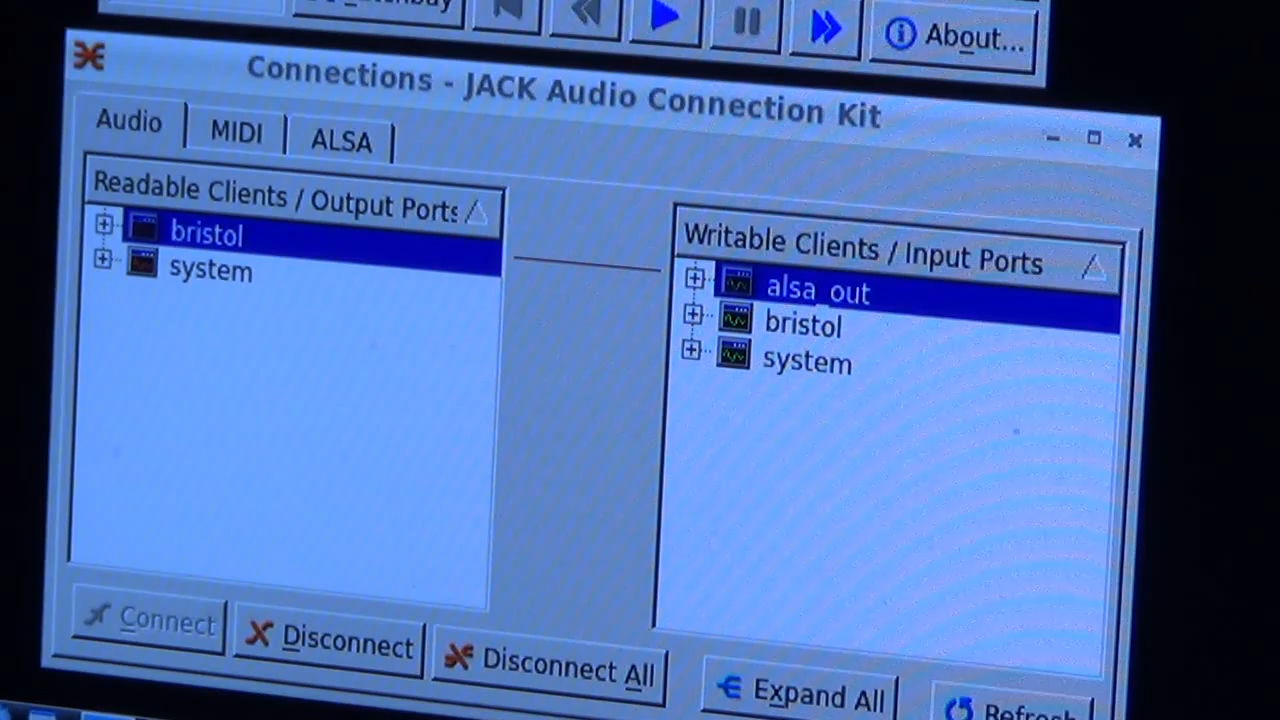 About...
Connections - JACK Audio Connection Kit
Audio MIDI ALSA
Readable Clients / Output Ports
bristol
system
Writable Clients / Input Ports
alsa_out
bristol
system
Connect Disconnect Disconnect All Expand All Refresh